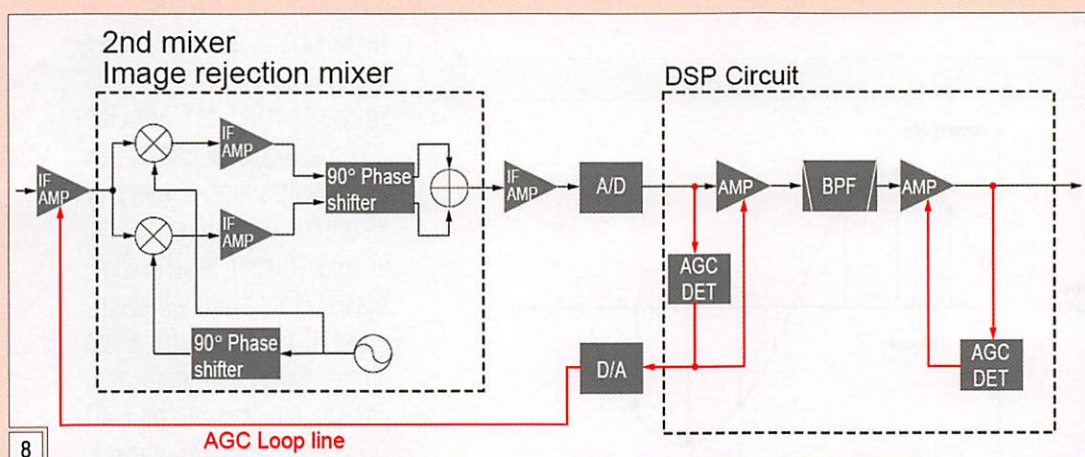 2nd mixer
Image rejection mixer
DSP Circuit
IF
AMP
IF
AMP
IF
AMP
90° Phase
shifter
IF
AMP
A/D
AMP
BPF
AMP
AGC
DET
90° Phase
shifter
D/A
AGC
DET
AGC Loop line
8